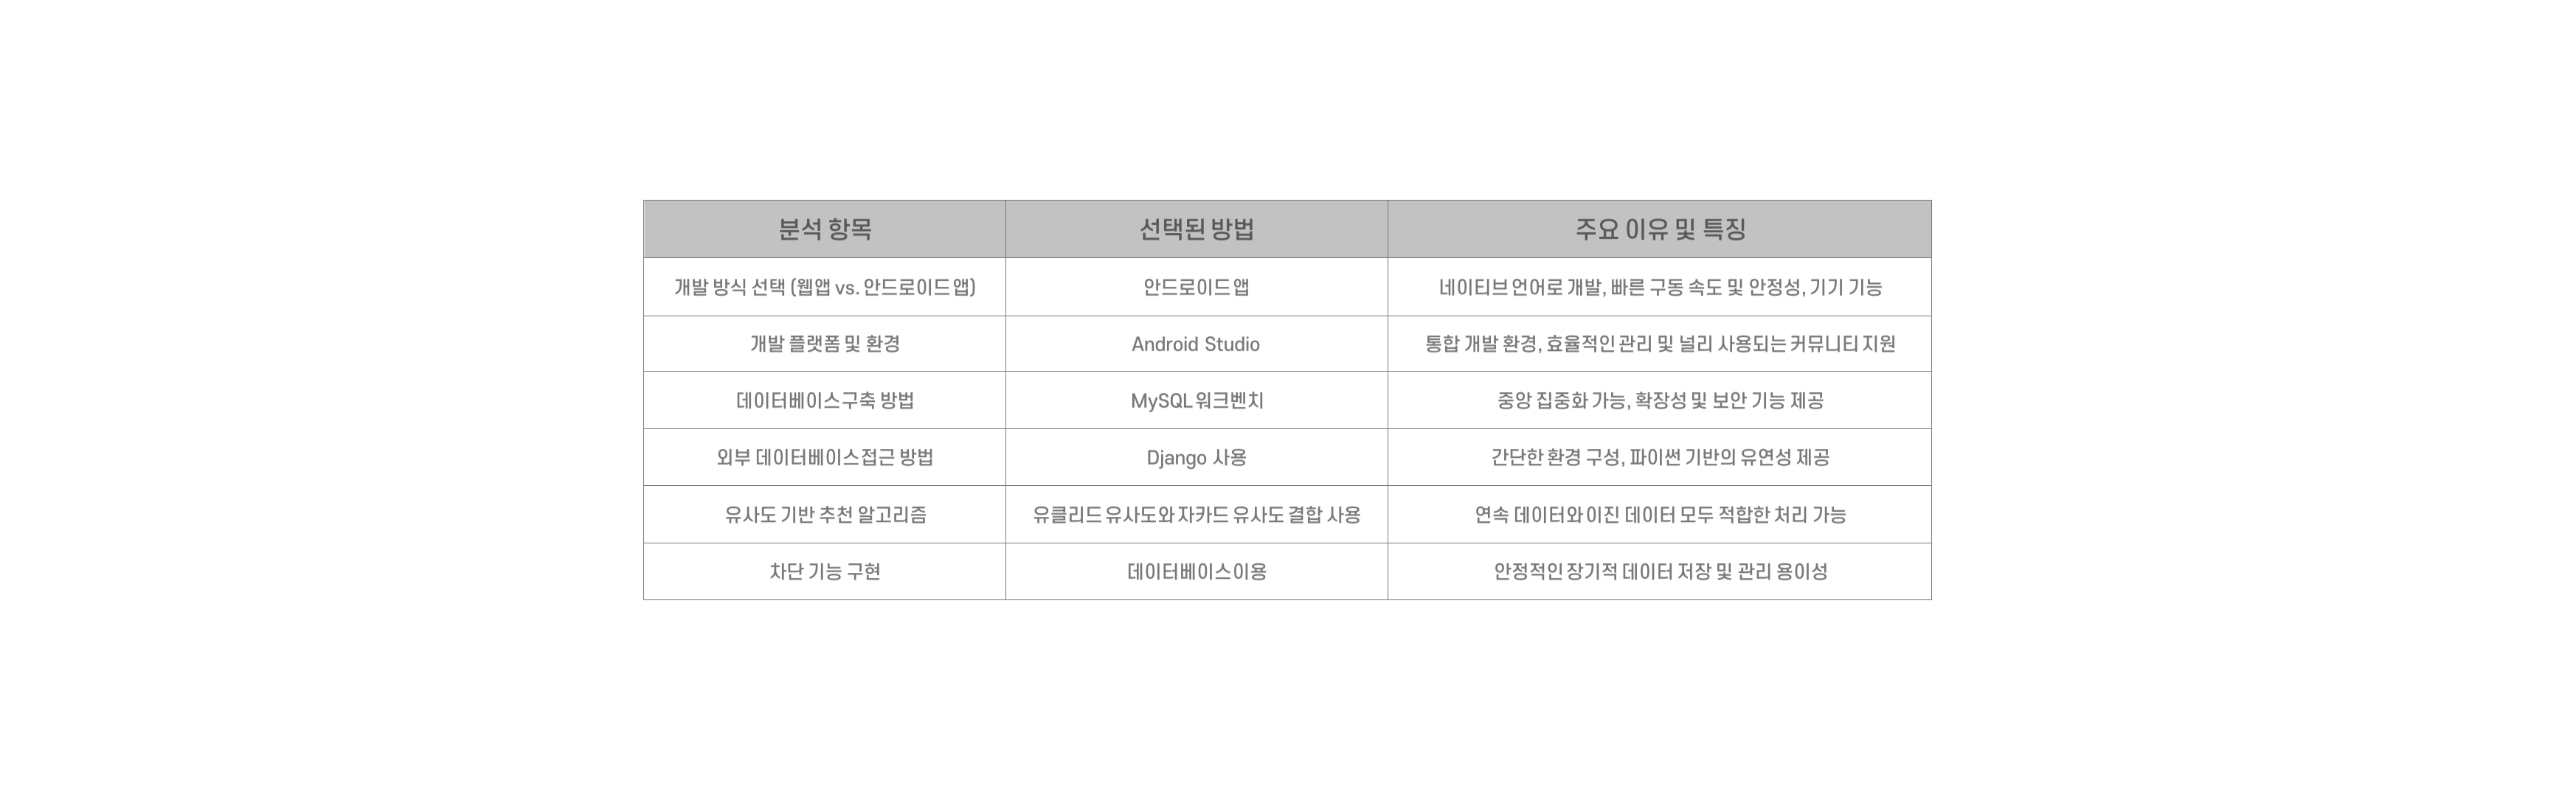 분석 항목 선택된 방법 주요 이유 및 특징
개발 방식 선택 (웹앱 vs. 안드로이드 앱) 안드로이드 앱 네이티브 언어로 개발, 빠른 구동 속도 및 안정성, 기기 기능
개발 플랫폼 및 환경 Android Studio 통합 개발 환경, 효율적인 관리 및 널리 사용되는 커뮤니티 지원
데이터베이스 구축 방법 MySQL 워크벤치 중앙 집중화 가능, 확장성 및 보안 기능 제공
외부 데이터베이스 접근 방법 Django 사용 간단한 환경 구성, 파이썬 기반의 유연성 제공
유사도 기반 추천 알고리즘 유클리드 유사도와 자카드 유사도 결합 사용 연속 데이터와 이진 데이터 모두 적합한 처리 가능
차단 기능 구현 데이터베이스 이용 안정적인 장기적 데이터 저장 및 관리 용이성